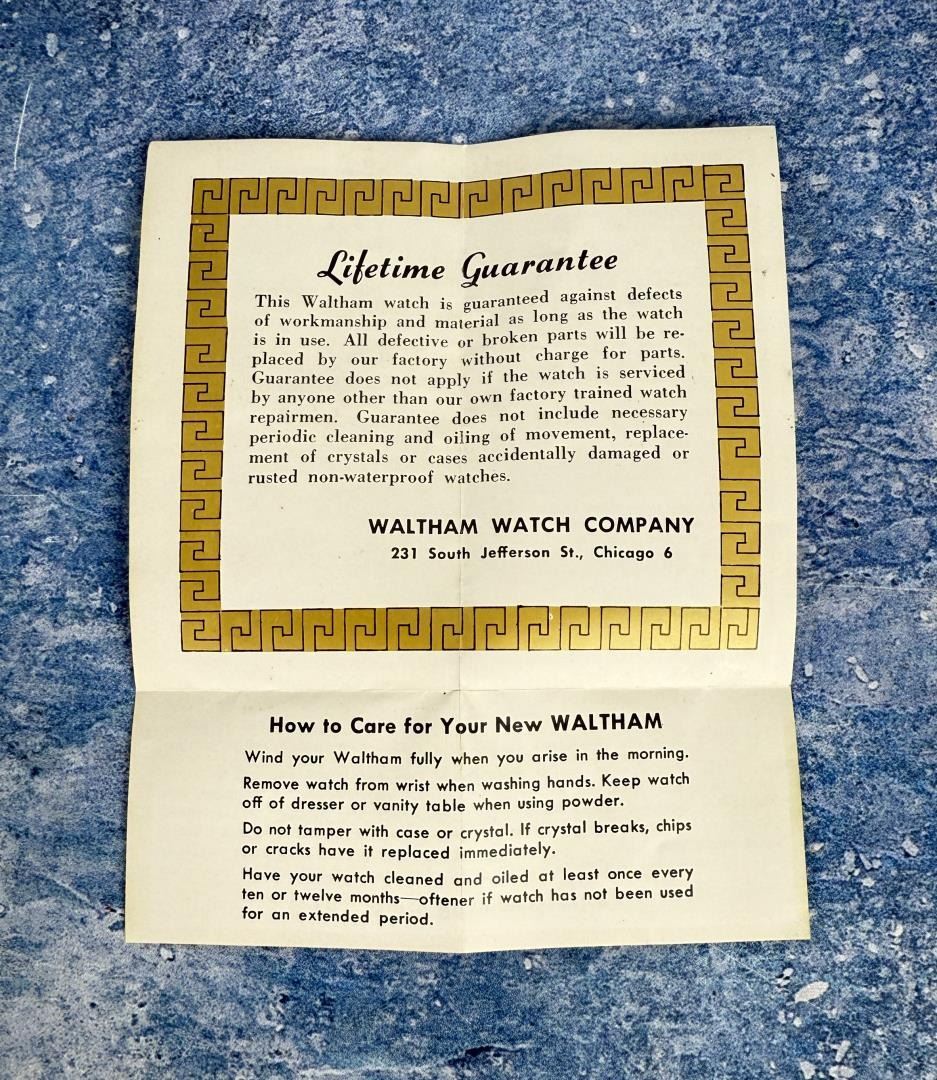 Lifetime Guarantee
This Waltham watch is guaranteed against defects
of workmanship and material as long as the watch
is in use. All defective or broken parts will be re-
placed by our factory without charge for parts.
Guarantee does not apply if the watch is serviced
by anyone other than our own factory trained watch
repairmen. Guarantee does not include necessary
periodic cleaning and oiling of movement, replace-
ment of crystals or cases accidentally damaged or
rusted non-waterproof watches.
WALTHAM WATCH COMPANY
231 South Jefferson St., Chicago 6
How to Care for Your New WALTHAM
Wind your Waltham fully when you arise in the morning.
Remove watch from wrist when washing hands. Keep watch
off of dresser or vanity table when using powder.
Do not tamper with case or crystal. If crystal breaks, chips
or cracks have it replaced immediately.
Have your watch cleaned and oiled at least once every
ten or twelve months—oftener if watch has not been used
for an extended period.